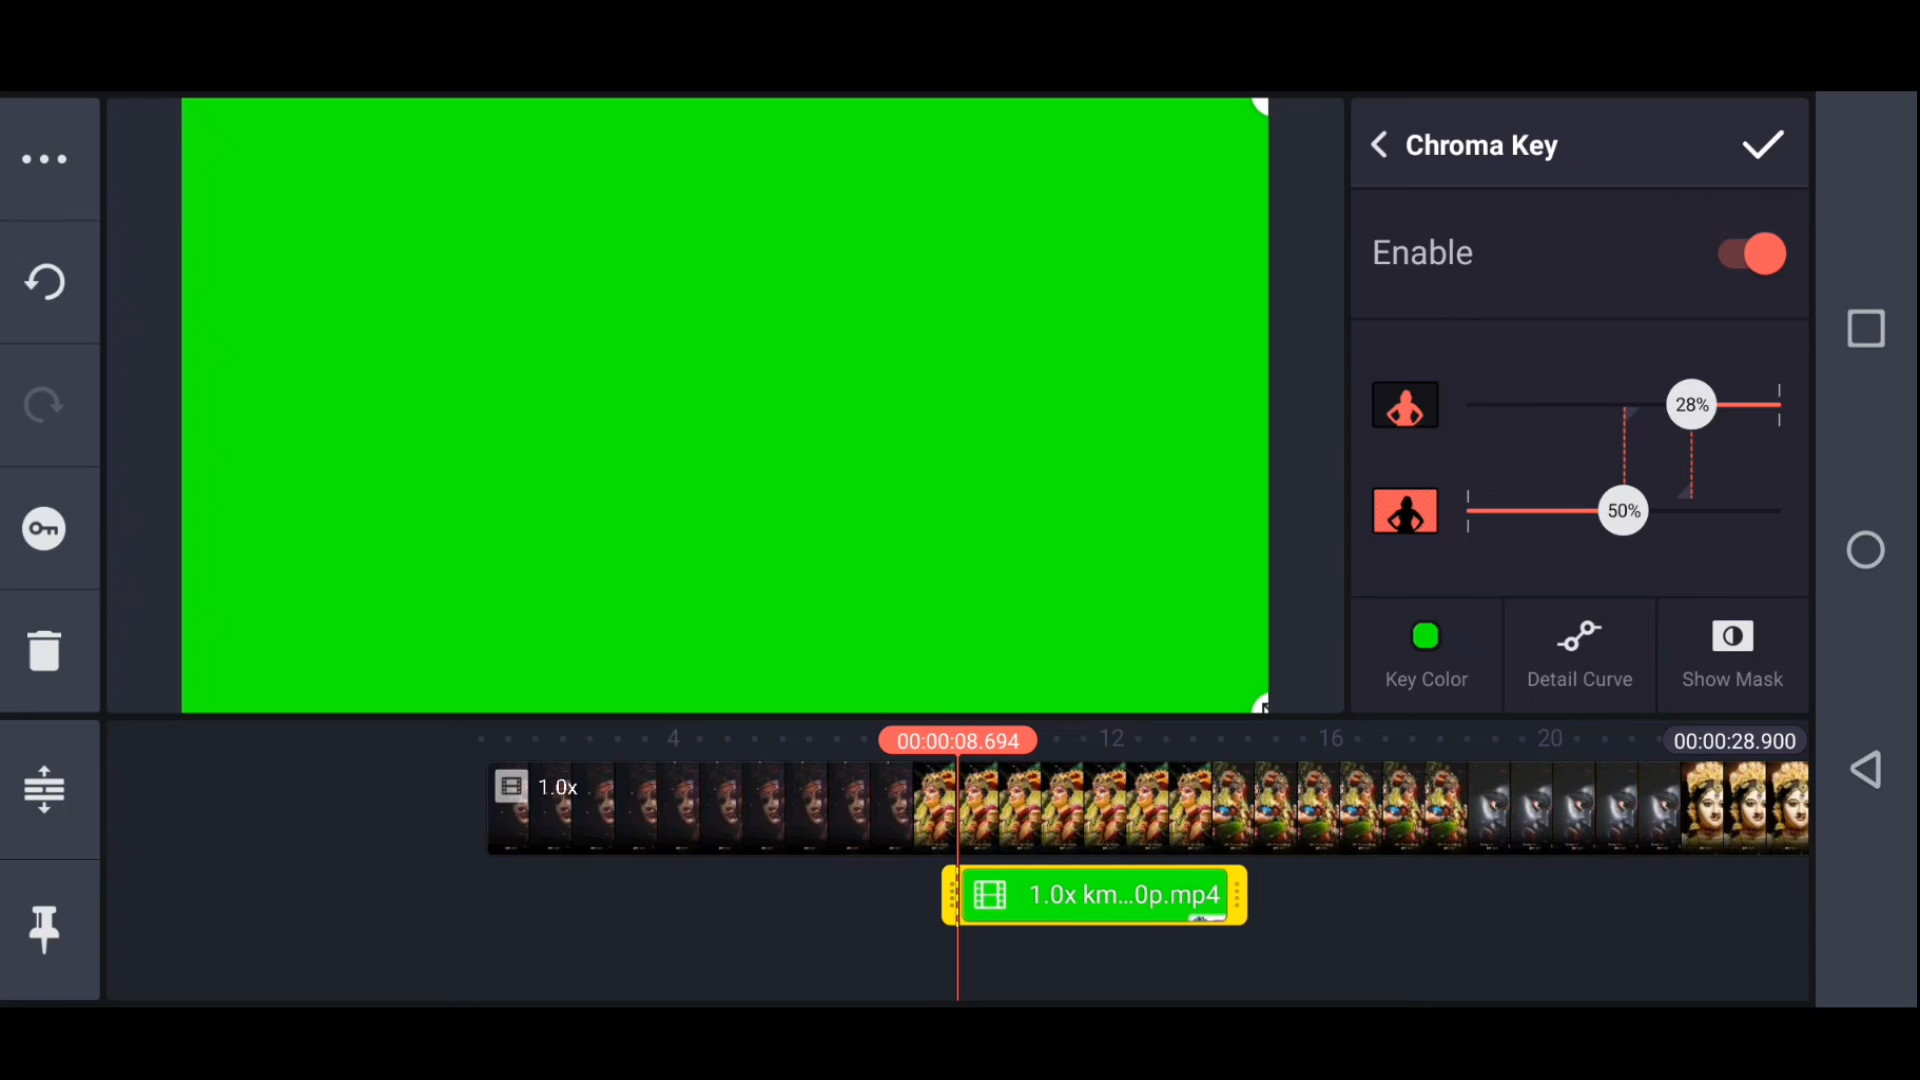 Chroma Key
Enable
28%
50%
Key Color
Detail Curve
Show Mask
4
00:00:08.694
12
16
20
00:00:28.900
1.0x
1.0x km...0p.mp4